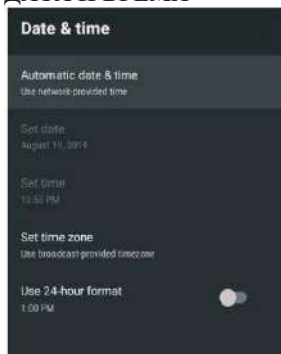 Date & time
Automatic date & time
Use network-provided time
Set date
August 19, 2019
Set time
Set time zone
Use broadcast-provided timezone
Use 24-hour format
1:00 PM